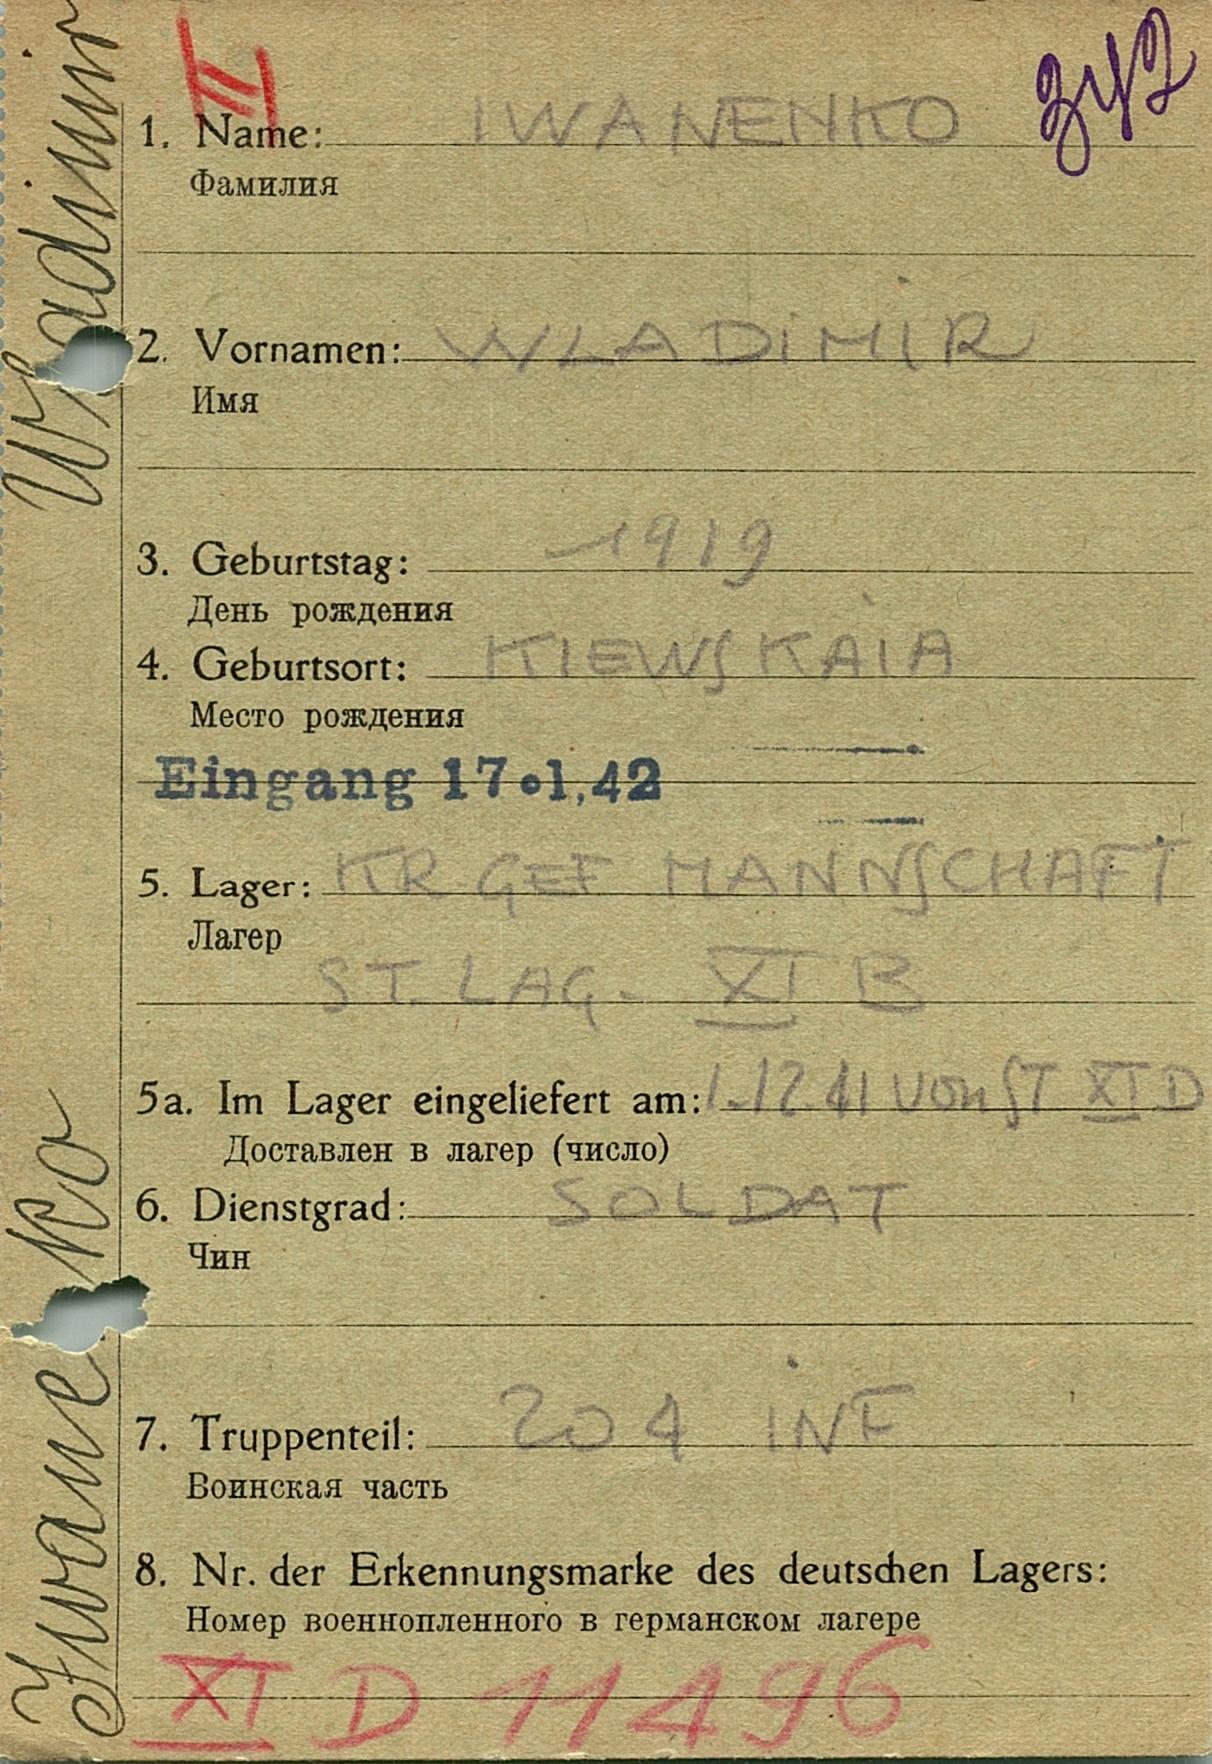 II
342
1. Name: IWANENKO
Фамилия
2. Vornamen: WLADIMIR
Имя
3. Geburtstag: 1919
День рождения
4. Geburtsort: KIEWSKAIA
Место рождения
Eingang 17.1.42
5. Lager: KR GEF MANNSCHAFT
Лагер
ST. LAG. XI B
5a. Im Lager eingeliefert am: 1.12 41 von ST XI D
Доставлен в лагер (число)
6. Dienstgrad: SOLDAT
Чин
7. Truppenteil: 204 INF
Воинская часть
8. Nr. der Erkennungsmarke des deutschen Lagers:
Номер военнопленного в германском лагере
XI D 11496
Iwanenko Wladimir